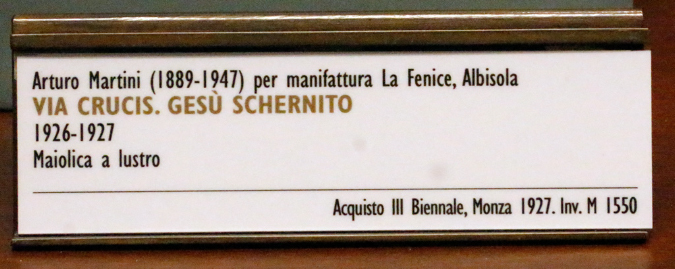 Arturo Martini (1889-1947) per manifattura La Fenice, Albisola
VIA CRUCIS. GESÙ SCHERNITO
1926-1927
Maiolica a lustro
Acquisto III Biennale, Monza 1927. Inv. M 1550